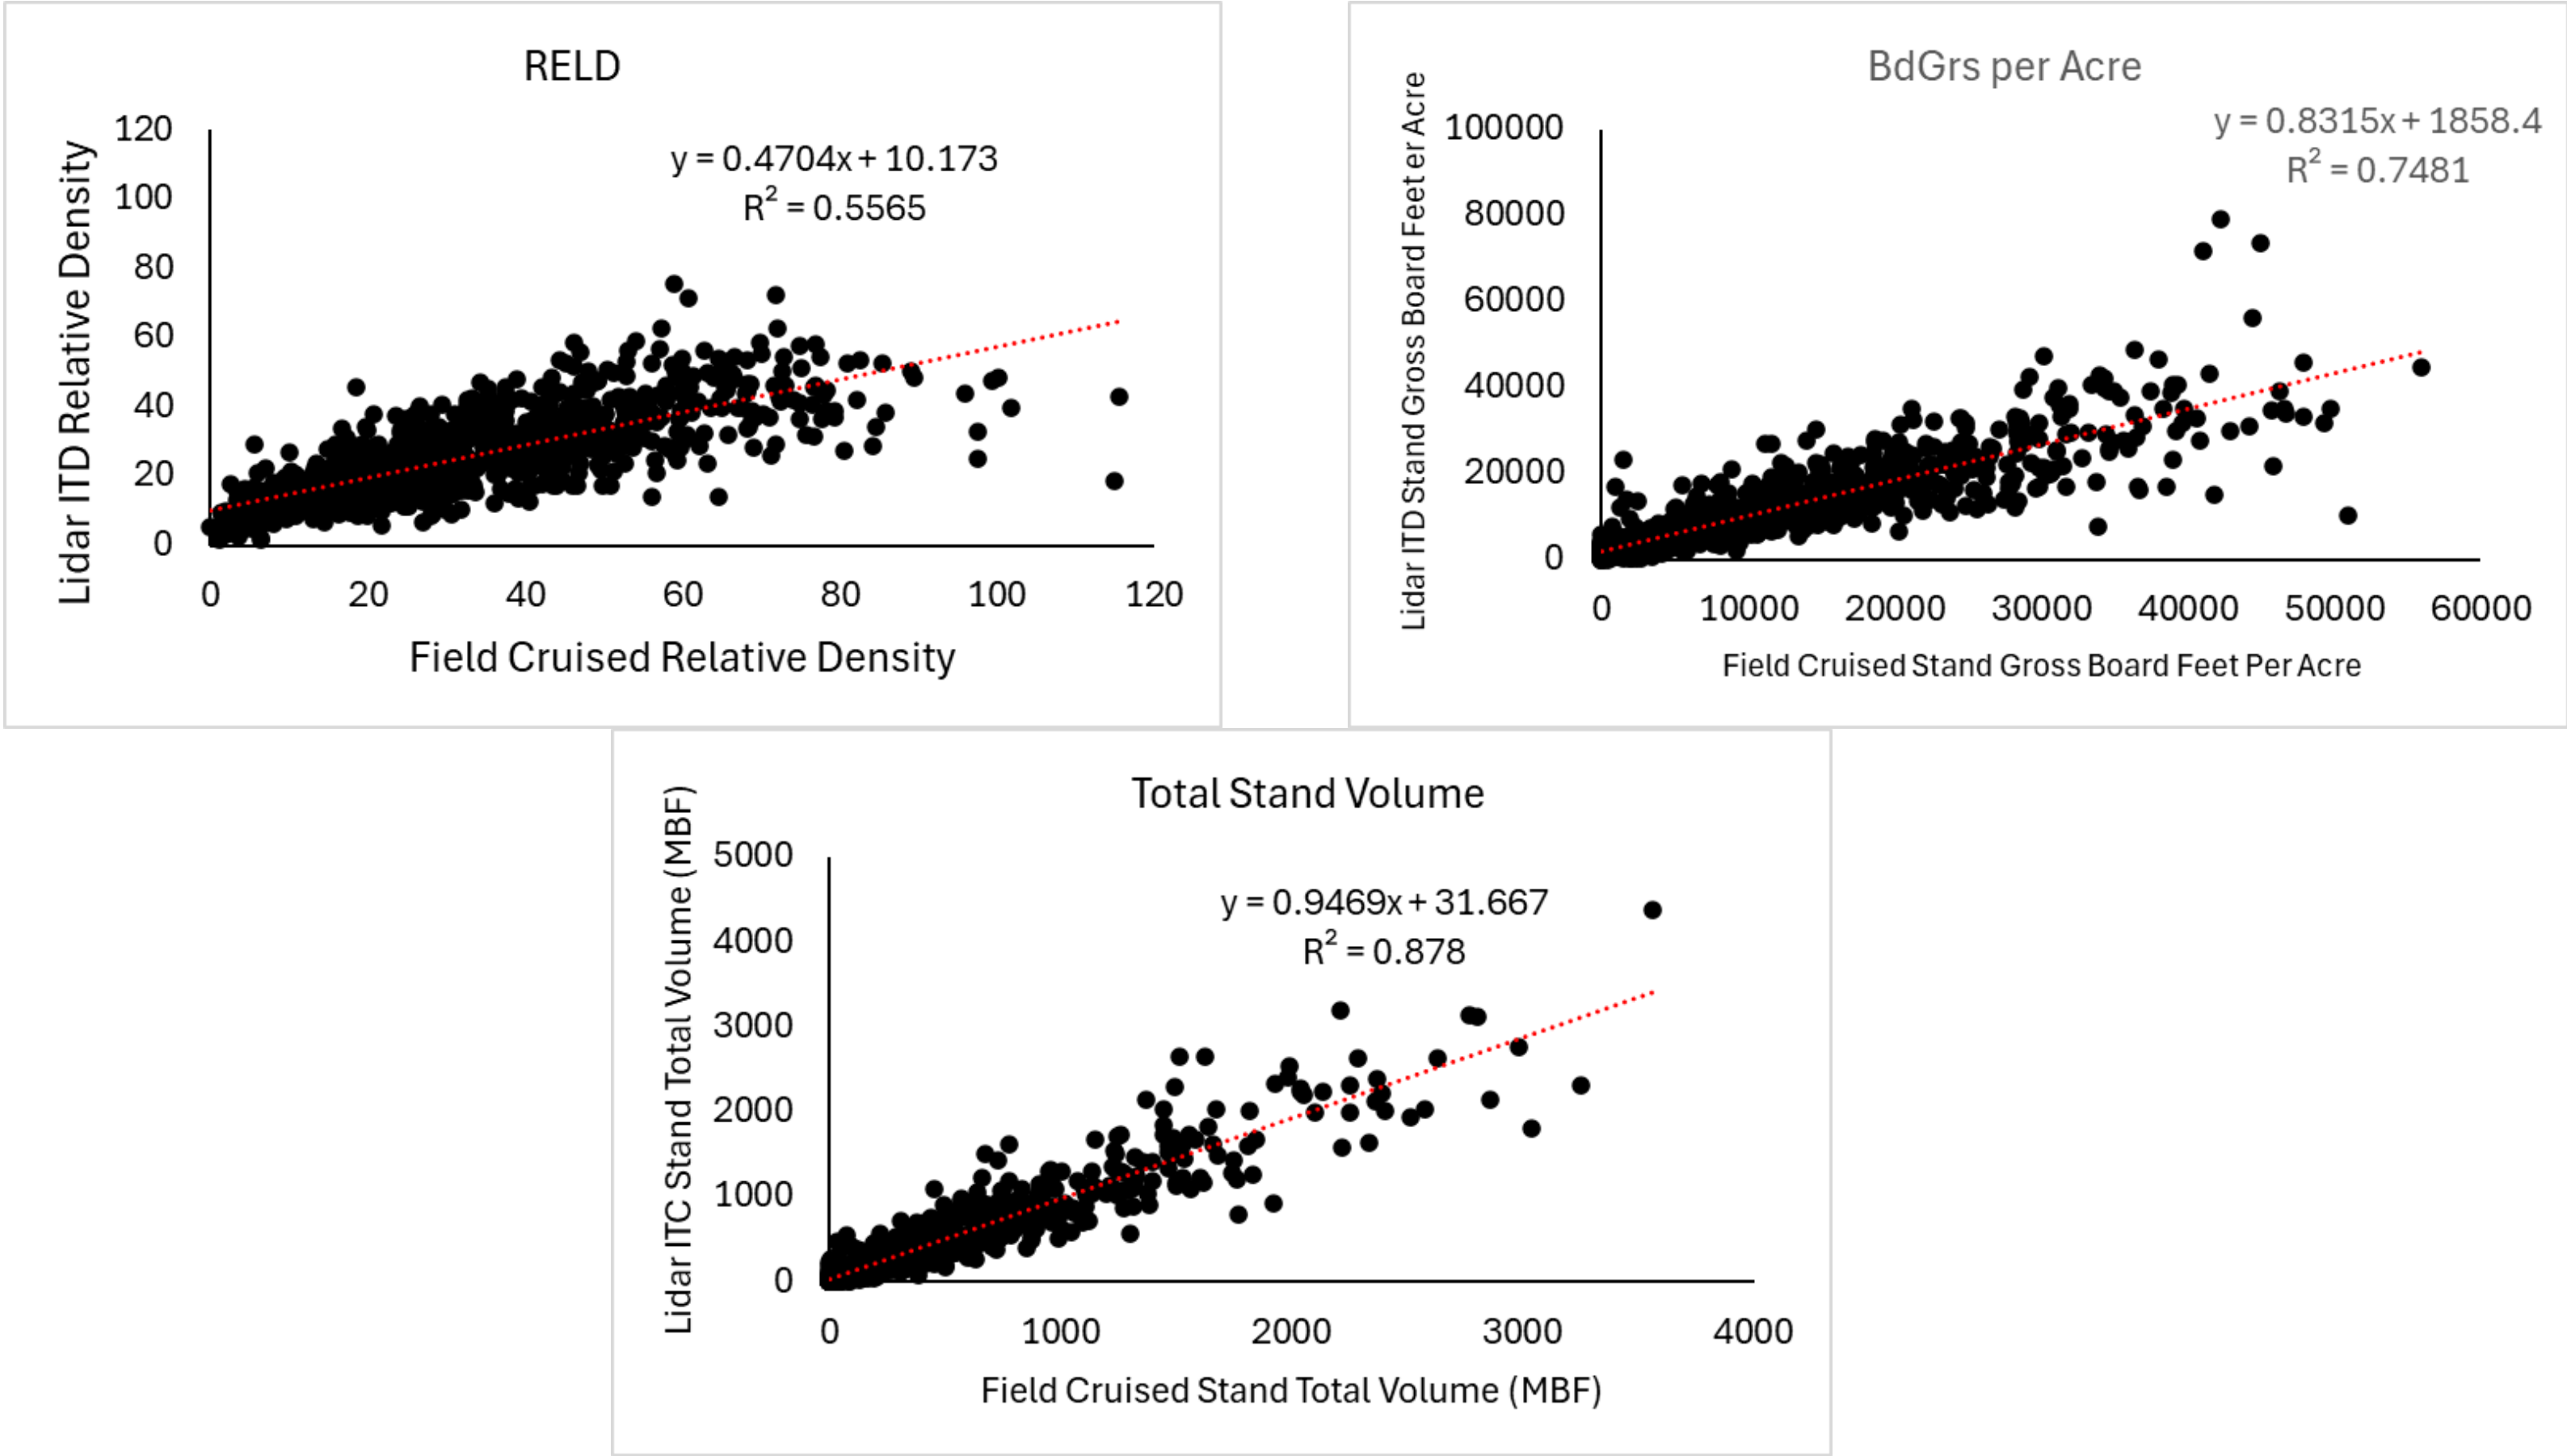 RELD
Lidar ITD Relative Density
120
100
80
60
40
20
0
y = 0.4704x + 10.173
R² = 0.5565
0 20 40 60 80 100 120
Field Cruised Relative Density
BdGrs per Acre
Lidar ITD Stand Gross Board Feet er Acre
100000
80000
60000
40000
20000
0
y = 0.8315x + 1858.4
R² = 0.7481
0 10000 20000 30000 40000 50000 60000
Field Cruised Stand Gross Board Feet Per Acre
Total Stand Volume
Lidar ITC Stand Total Volume (MBF)
5000
4000
3000
2000
1000
0
y = 0.9469x + 31.667
R² = 0.878
0 1000 2000 3000 4000
Field Cruised Stand Total Volume (MBF)